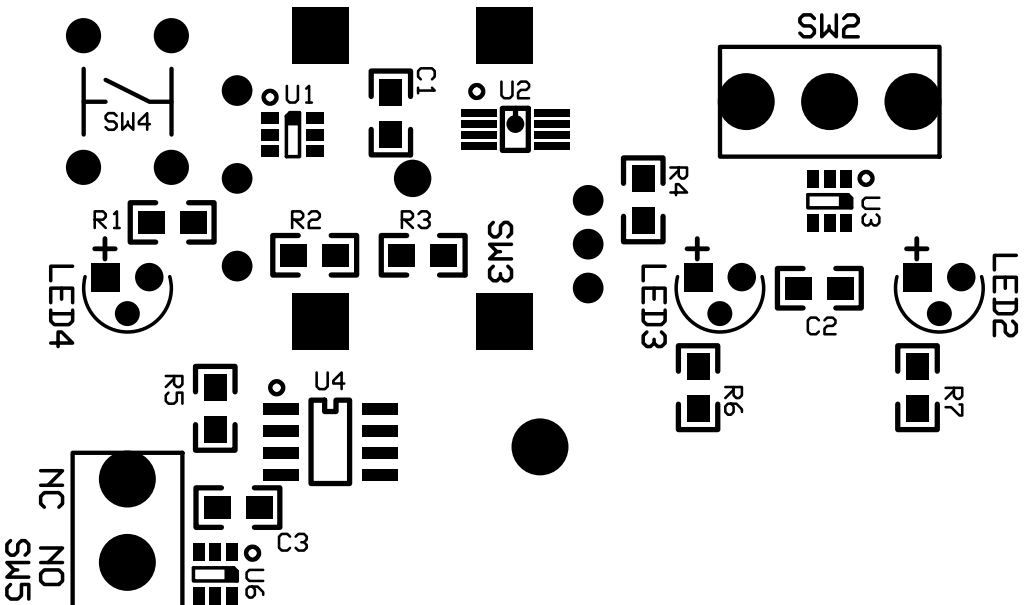 SW2
C1
U1
U2
SW4
R4
U3
R1
R2
R3
SW3
+
+
+
LED4
LED3
LED2
C2
R5
U4
R6
R7
NC
C3
SW5
NO
U6